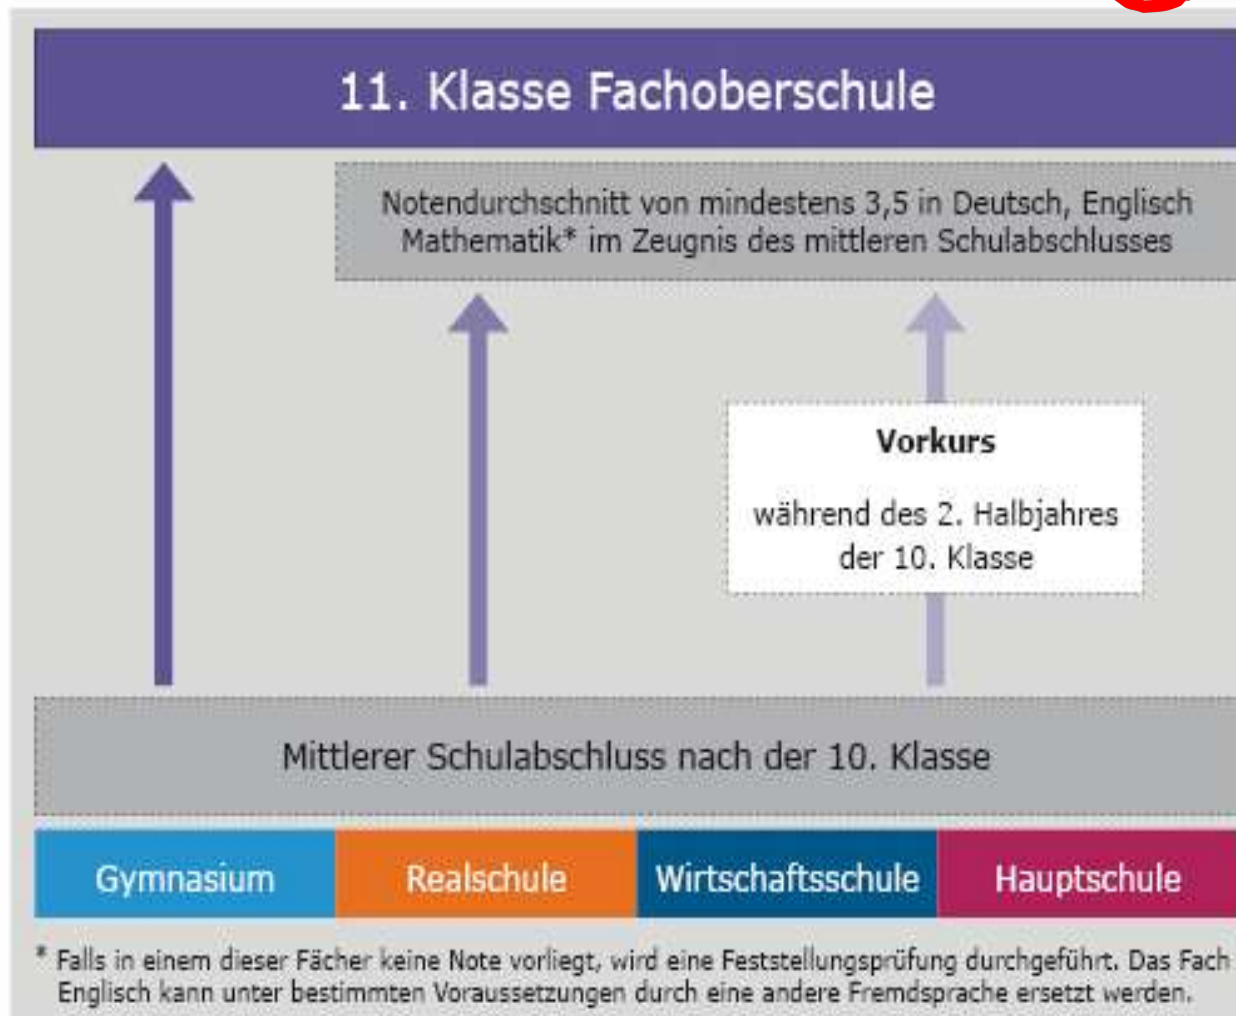 11. Klasse Fachoberschule
Notendurchschnitt von mindestens 3,5 in Deutsch, Englisch
Mathematik* im Zeugnis des mittleren Schulabschlusses
Vorkurs
während des 2. Halbjahres
der 10. Klasse
Mittlerer Schulabschluss nach der 10. Klasse
Gymnasium Realschule Wirtschaftsschule Hauptschule
* Falls in einem dieser Fächer keine Note vorliegt, wird eine Feststellungsprüfung durchgeführt. Das Fach
Englisch kann unter bestimmten Voraussetzungen durch eine andere Fremdsprache ersetzt werden.